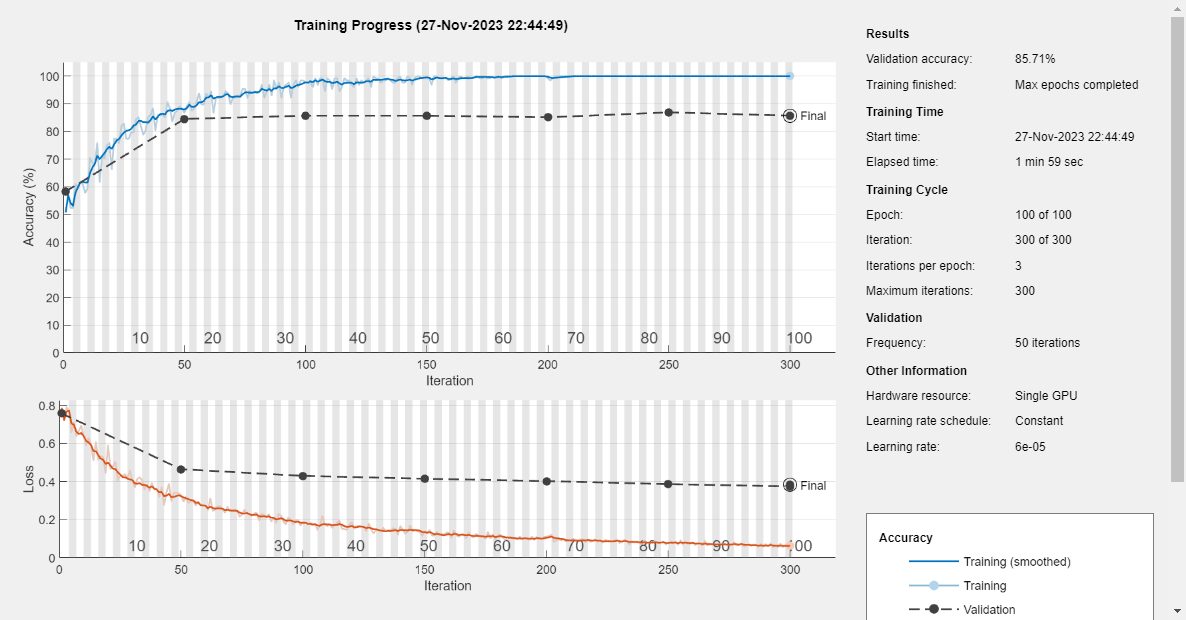 Training Progress (27-Nov-2023 22:44:49)
Accuracy (%)
100
90
80
70
60
50
40
30
20
10
0
Final
10 20 30 40 50 60 70 80 90 100
0 50 100 150 200 250 300
Iteration
Loss
0.8
0.6
0.4
0.2
0
Final
10 20 30 40 50 60 70 80 90 100
0 50 100 150 200 250 300
Iteration
Results
Validation accuracy: 85.71%
Training finished: Max epochs completed
Training Time
Start time: 27-Nov-2023 22:44:49
Elapsed time: 1 min 59 sec
Training Cycle
Epoch: 100 of 100
Iteration: 300 of 300
Iterations per epoch: 3
Maximum iterations: 300
Validation
Frequency: 50 iterations
Other Information
Hardware resource: Single GPU
Learning rate schedule: Constant
Learning rate: 6e-05
Accuracy
Training (smoothed)
Training
Validation